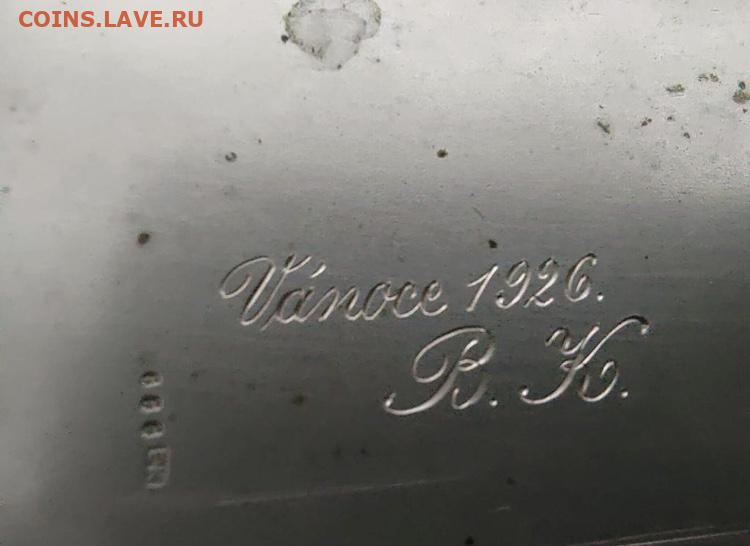 COINS.LAVE.RU
Vánoce 1926.
B. K.